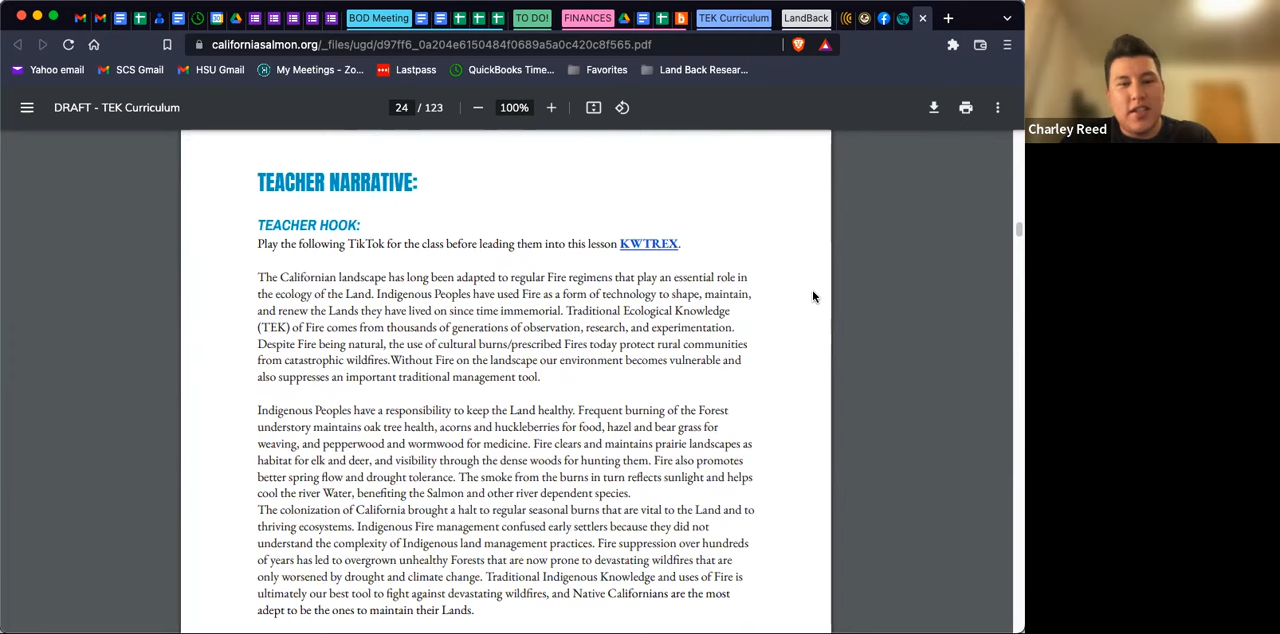 BOD Meeting TO DO! FINANCES TEK Curriculum LandBack
californiasalmon.org/_files/ugd/d97ff6_0a204e6150484f0689a5a0c420c8f565.pdf
Yahoo email SCS Gmail HSU Gmail My Meetings - Zo... Lastpass QuickBooks Time... Favorites Land Back Resear...
DRAFT - TEK Curriculum 24 / 123 100%
Charley Reed
TEACHER NARRATIVE:
TEACHER HOOK:
Play the following TikTok for the class before leading them into this lesson KWTREX.
The Californian landscape has long been adapted to regular Fire regimens that play an essential role in
the ecology of the Land. Indigenous Peoples have used Fire as a form of technology to shape, maintain,
and renew the Lands they have lived on since time immemorial. Traditional Ecological Knowledge
(TEK) of Fire comes from thousands of generations of observation, research, and experimentation.
Despite Fire being natural, the use of cultural burns/prescribed Fires today protect rural communities
from catastrophic wildfires.Without Fire on the landscape our environment becomes vulnerable and
also suppresses an important traditional management tool.
Indigenous Peoples have a responsibility to keep the Land healthy. Frequent burning of the Forest
understory maintains oak tree health, acorns and huckleberries for food, hazel and bear grass for
weaving, and pepperwood and wormwood for medicine. Fire clears and maintains prairie landscapes as
habitat for elk and deer, and visibility through the dense woods for hunting them. Fire also promotes
better spring flow and drought tolerance. The smoke from the burns in turn reflects sunlight and helps
cool the river Water, benefiting the Salmon and other river dependent species.
The colonization of California brought a halt to regular seasonal burns that are vital to the Land and to
thriving ecosystems. Indigenous Fire management confused early settlers because they did not
understand the complexity of Indigenous land management practices. Fire suppression over hundreds
of years has led to overgrown unhealthy Forests that are now prone to devastating wildfires that are
only worsened by drought and climate change. Traditional Indigenous Knowledge and uses of Fire is
ultimately our best tool to fight against devastating wildfires, and Native Californians are the most
adept to be the ones to maintain their Lands.